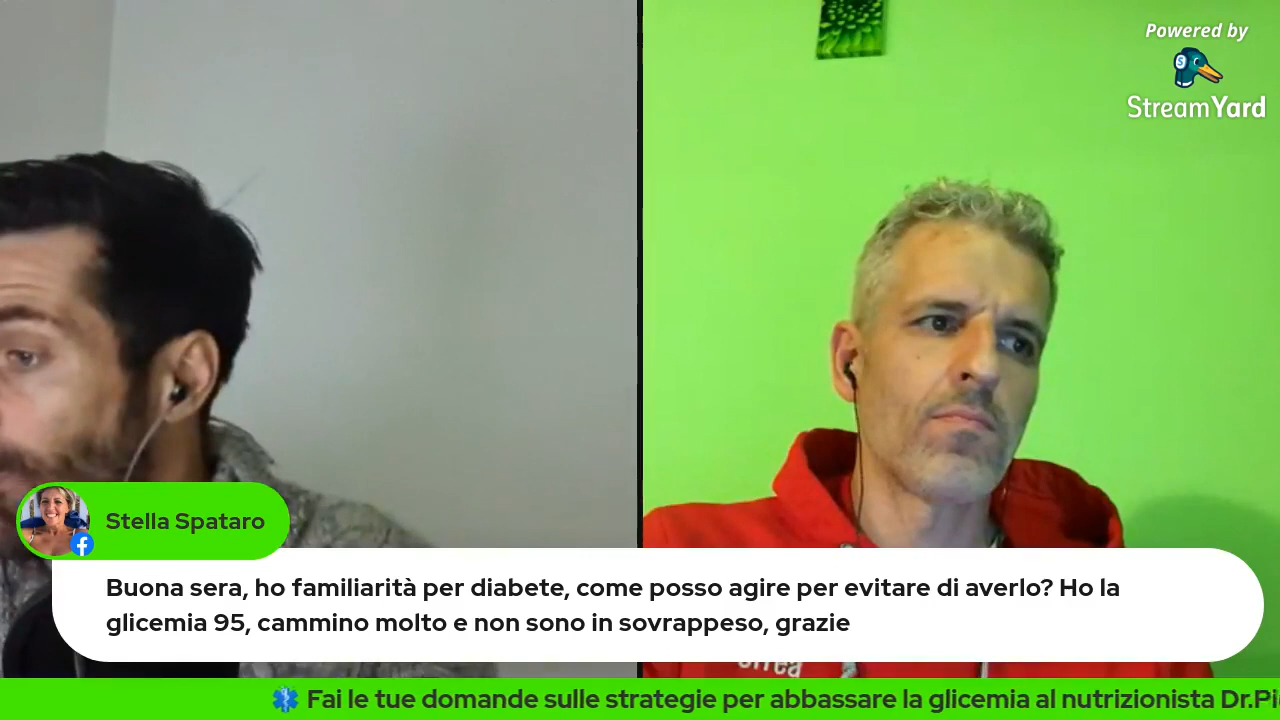 Powered by
StreamYard
Stella Spataro
Buona sera, ho familiarità per diabete, come posso agire per evitare di averlo? Ho la
glicemia 95, cammino molto e non sono in sovrappeso, grazie
Fai le tue domande sulle strategie per abbassare la glicemia al nutrizionista